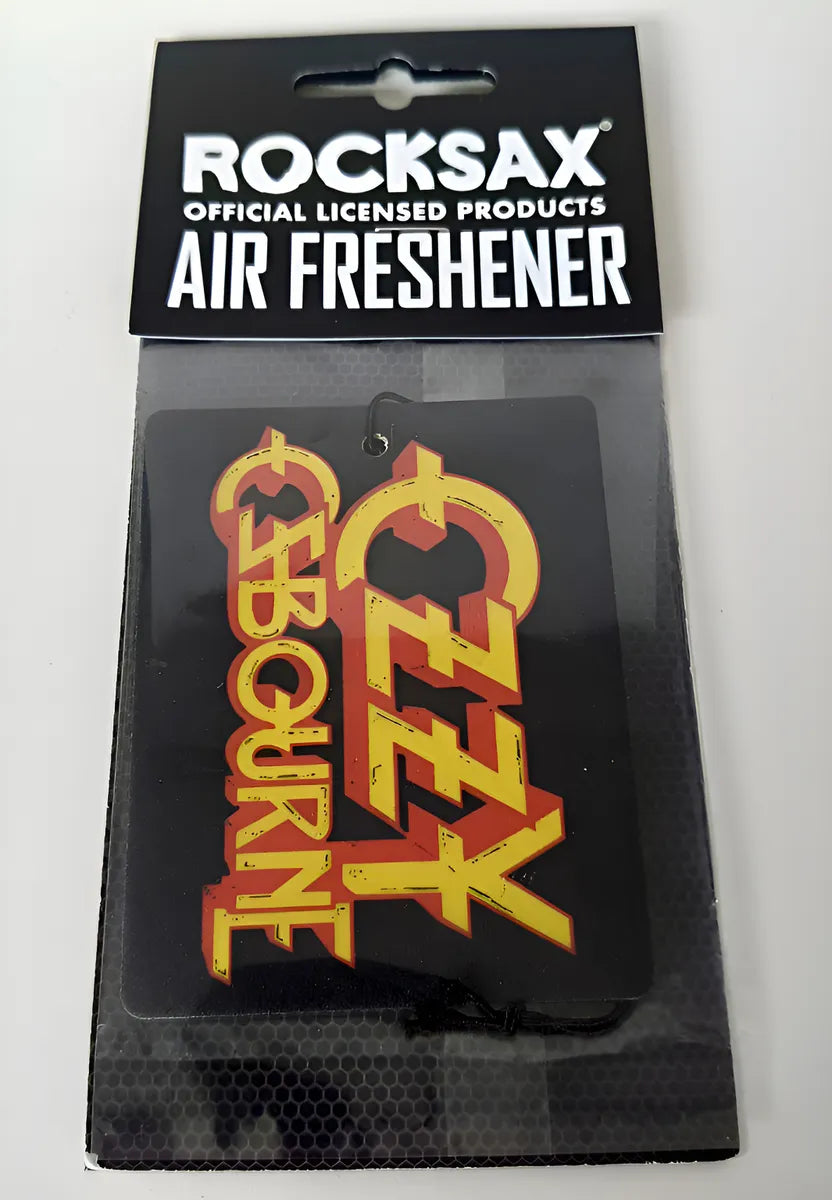 ROCKSAX
OFFICIAL LICENSED PRODUCTS
AIR FRESHENER
OZZY
OSBOURNE